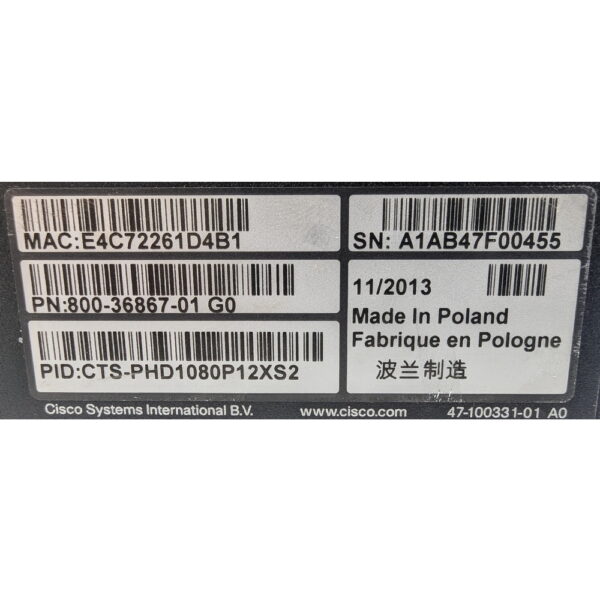 MAC:E4C72261D4B1
SN: A1AB47F00455
PN:800-36867-01 G0
PID:CTS-PHD1080P12XS2
11/2013
Made In Poland
Fabrique en Pologne
波兰制造
Cisco Systems International B.V.
www.cisco.com
47-100331-01 A0